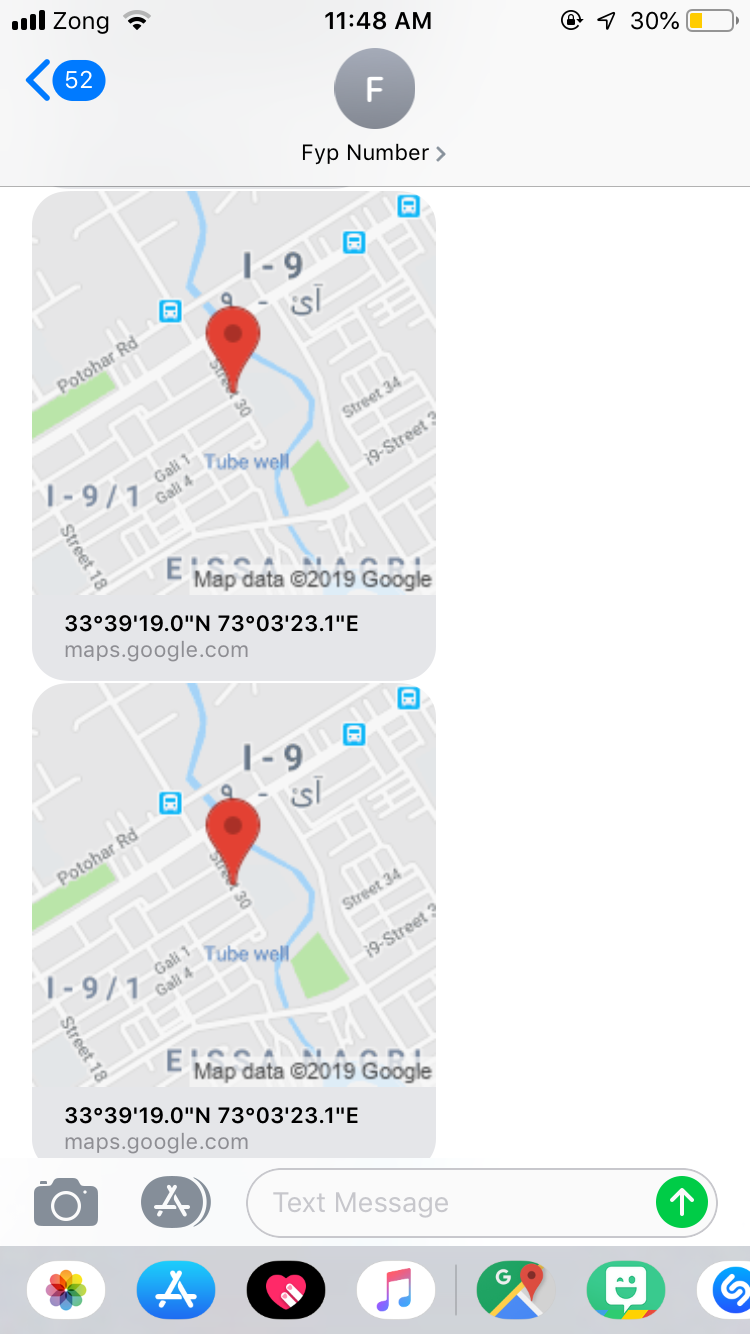 Zong 11:48 AM 30%
52
F
Fyp Number
I - 9
آئ - ۹
Potohar Rd
Street 30
Street 34
i9-Street 3
Gali 1
Tube well
Gali 4
I - 9 / 1
Street 18
EISSA NAGRI
Map data ©2019 Google
33°39'19.0"N 73°03'23.1"E
maps.google.com
I - 9
آئ - ۹
Potohar Rd
Street 30
Street 34
i9-Street 3
Gali 1
Tube well
Gali 4
I - 9 / 1
Street 18
EISSA NAGRI
Map data ©2019 Google
33°39'19.0"N 73°03'23.1"E
maps.google.com
Text Message
G